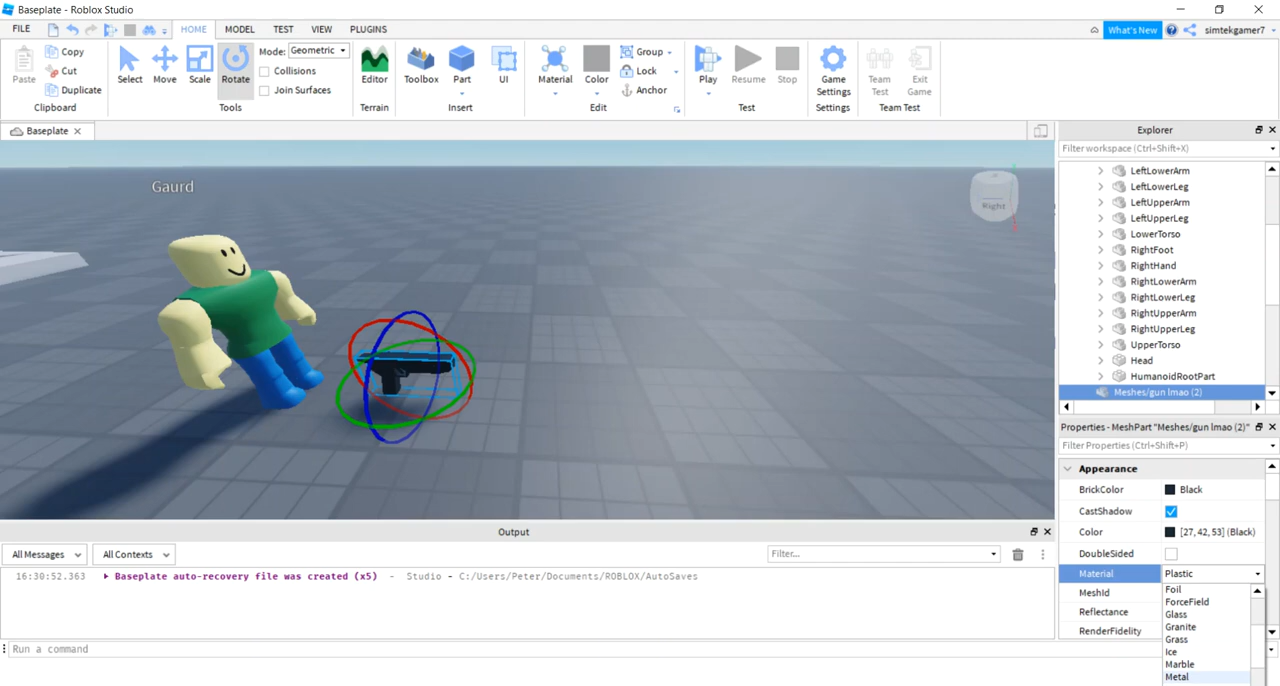 Baseplate - Roblox Studio
FILE
HOME
MODEL
TEST
VIEW
PLUGINS
What's New
simtekgamer7
Paste
Copy
Cut
Duplicate
Clipboard
Select
Move
Scale
Rotate
Mode: Geometric
Collisions
Join Surfaces
Tools
Editor
Terrain
Toolbox
Part
UI
Insert
Material
Color
Group
Lock
Anchor
Edit
Play
Resume
Stop
Test
Game
Settings
Settings
Team
Test
Exit
Game
Team Test
Baseplate
Gaurd
Right
Explorer
Filter workspace (Ctrl+Shift+X)
LeftLowerArm
LeftLowerLeg
LeftUpperArm
LeftUpperLeg
LowerTorso
RightFoot
RightHand
RightLowerArm
RightLowerLeg
RightUpperArm
RightUpperLeg
UpperTorso
Head
HumanoidRootPart
Meshes/gun lmao (2)
Properties - MeshPart "Meshes/gun lmao (2)"
Filter Properties (Ctrl+Shift+P)
Appearance
BrickColor Black
CastShadow
Color [27, 42, 53] (Black)
DoubleSided
Material Plastic
MeshId
Reflectance
RenderFidelity
Foil
ForceField
Glass
Granite
Grass
Ice
Marble
Metal
Output
All Messages
All Contexts
Filter...
16:30:52.363 Baseplate auto-recovery file was created (x5) - Studio - C:/Users/Peter/Documents/ROBLOX/AutoSaves
Run a command